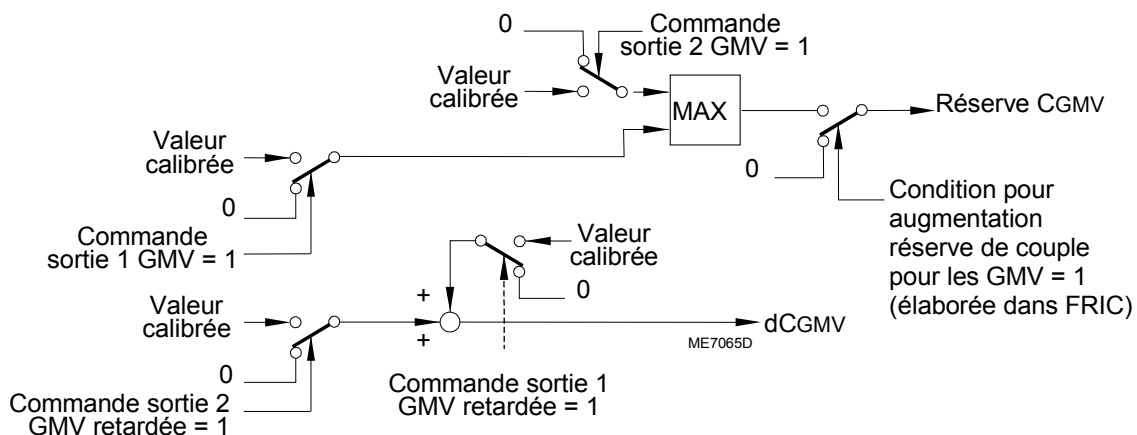 0
Commande
sortie 2 GMV = 1
Valeur
calibrée
MAX
Réserve CGMV
Valeur
calibrée
0
0
Condition pour
augmentation
réserve de couple
pour les GMV = 1
(élaborée dans FRIC)
Commande
sortie 1 GMV = 1
Valeur
calibrée
0
Valeur
calibrée
+
+
dCGMV
ME7065D
0
Commande sortie 1
GMV retardée = 1
Commande sortie 2
GMV retardée = 1